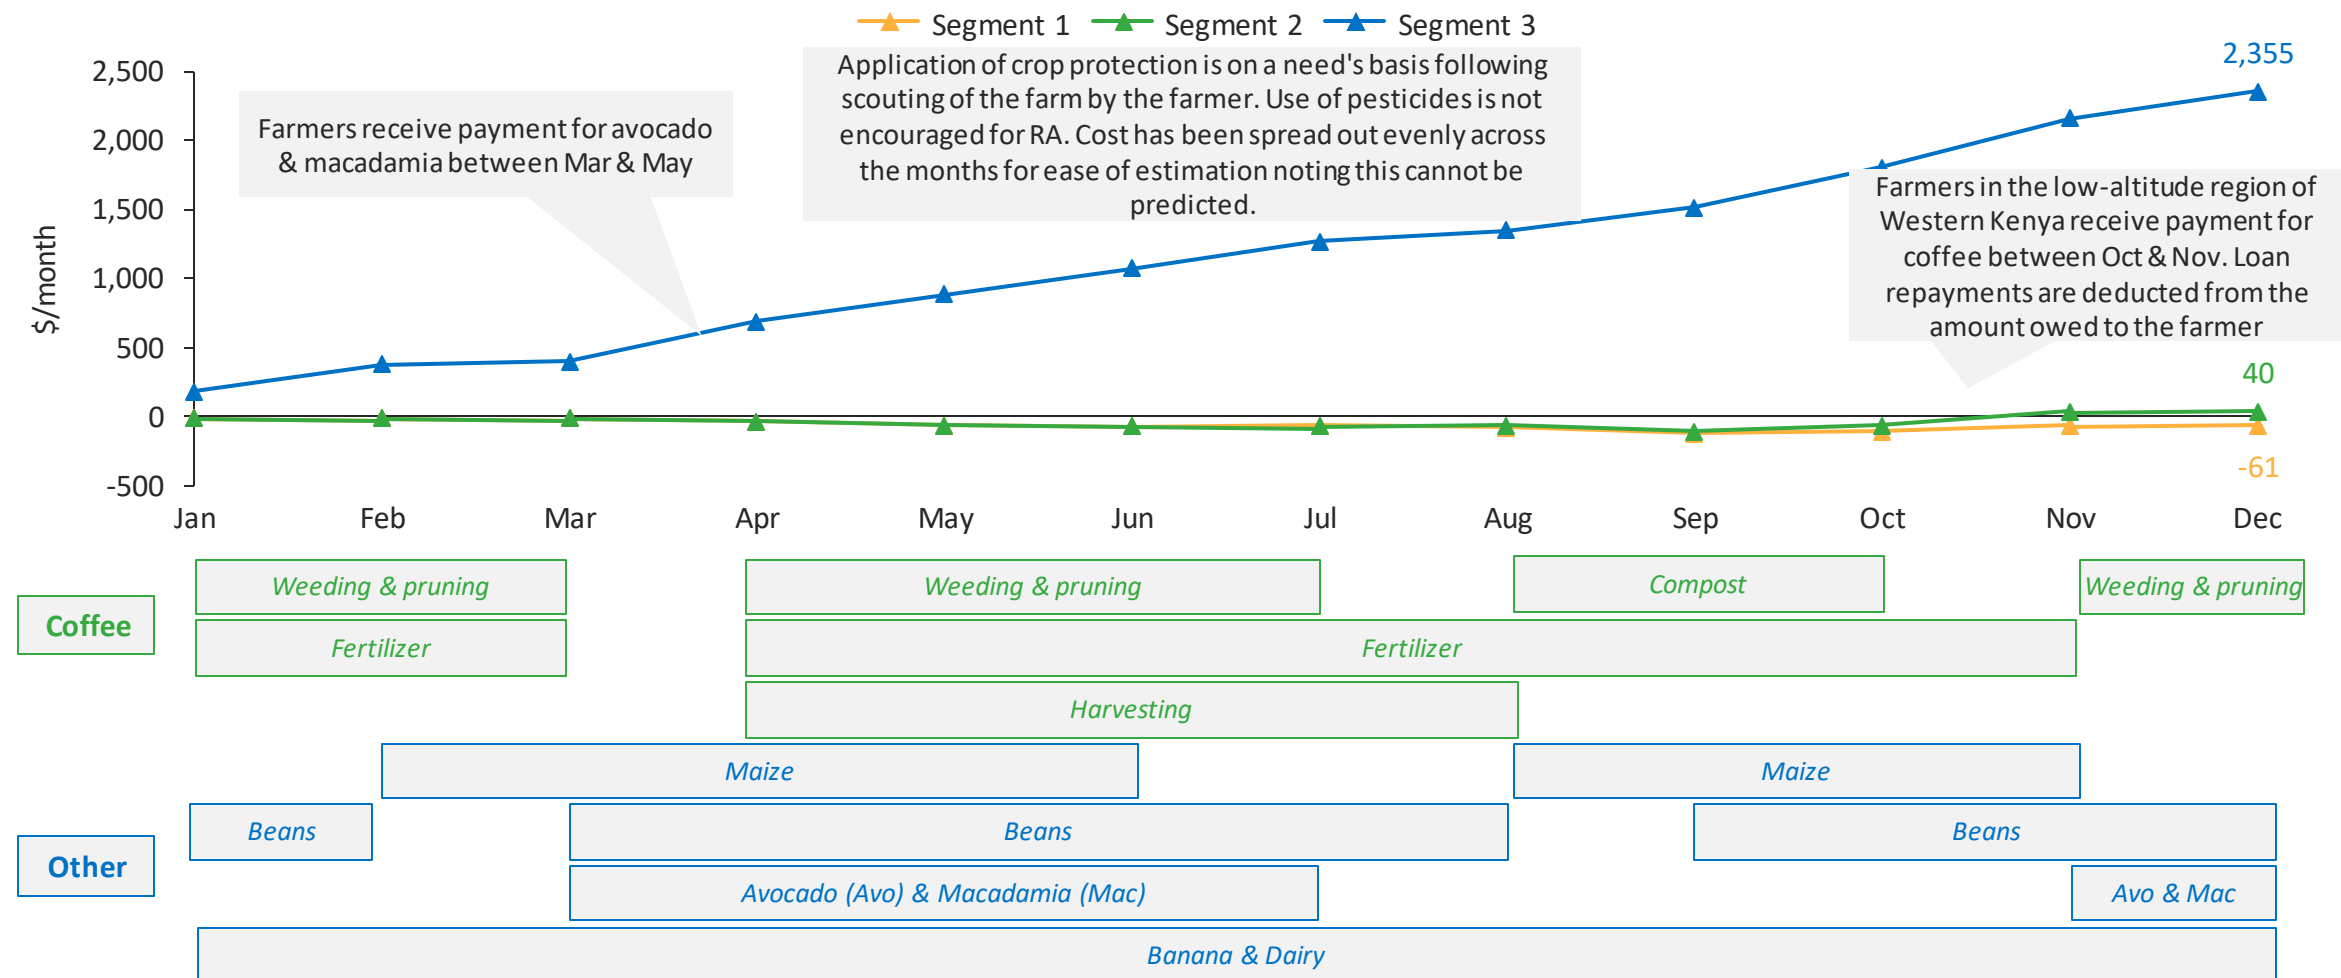 Segment 1 Segment 2 Segment 3
2,355
2,500
2,000
1,500
1,000
500
0
-500
$/month
Farmers receive payment for avocado
& macadamia between Mar & May
Application of crop protection is on a need's basis following
scouting of the farm by the farmer. Use of pesticides is not
encouraged for RA. Cost has been spread out evenly across
the months for ease of estimation noting this cannot be
predicted.
Farmers in the low-altitude region of
Western Kenya receive payment for
coffee between Oct & Nov. Loan
repayments are deducted from the
amount owed to the farmer
40
-61
Jan Feb Mar Apr May Jun Jul Aug Sep Oct Nov Dec
Coffee
Weeding & pruning Weeding & pruning Compost Weeding & pruning
Fertilizer Fertilizer
Harvesting
Other
Maize Maize
Beans Beans Beans
Avocado (Avo) & Macadamia (Mac) Avo & Mac
Banana & Dairy